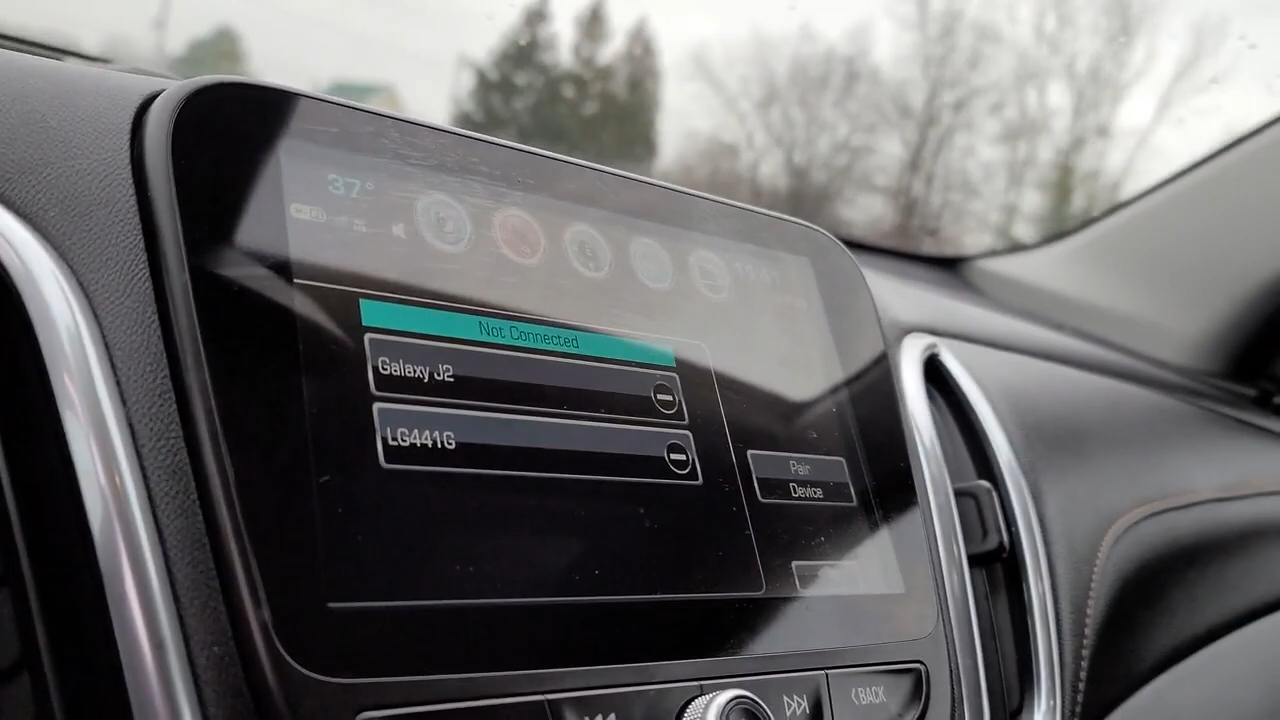 37°
Not Connected
Galaxy J2
LG441G
Pair
Device
BACK